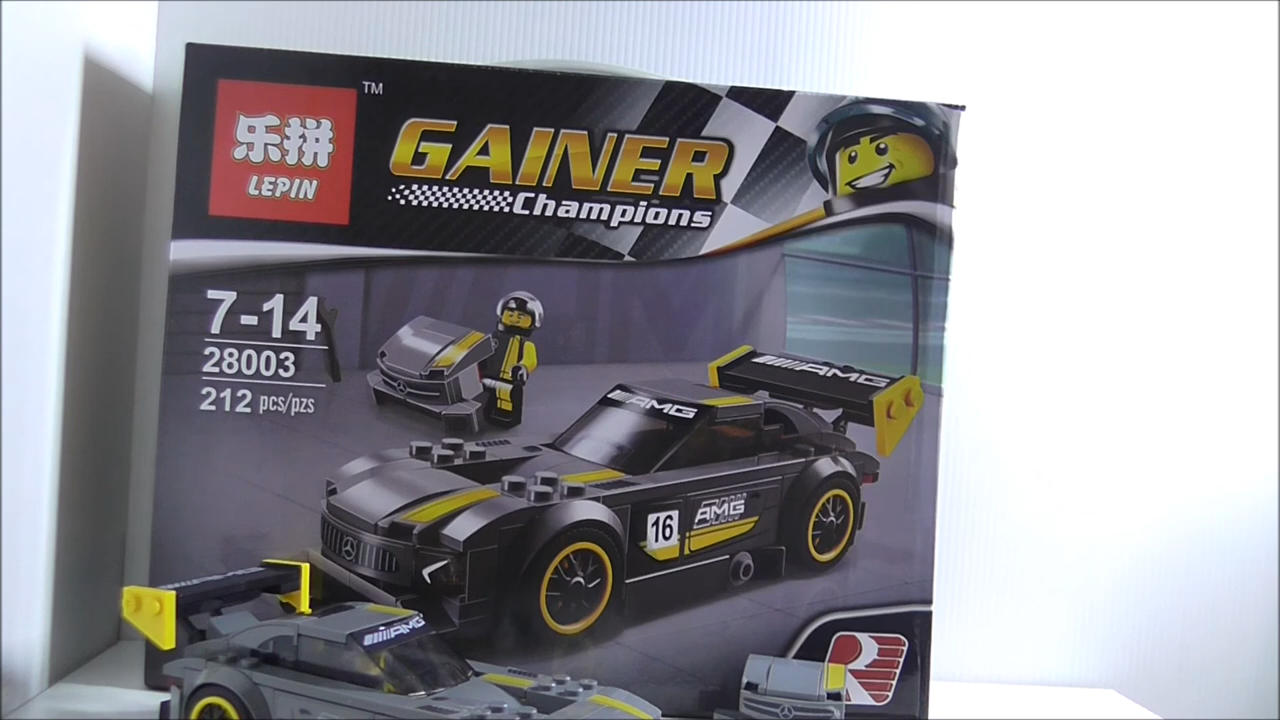 乐拼
LEPIN
TM
GAINER
Champions
7-14
28003
212 pcs/pzs
AMG
AMG
16
AMG
AMG
R